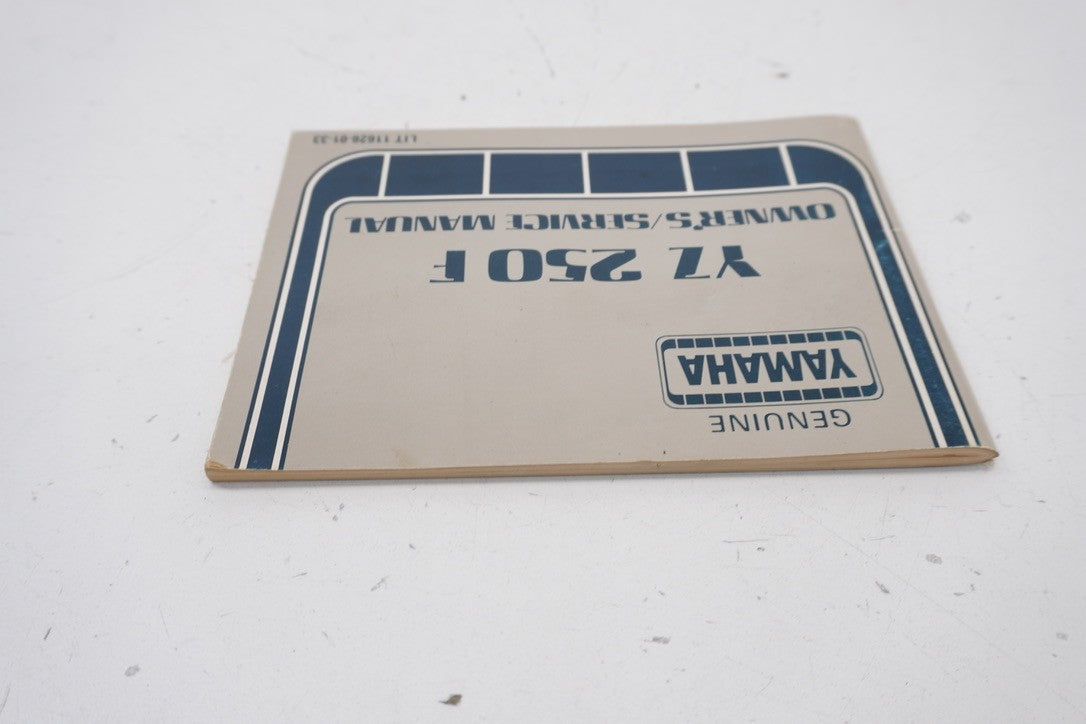 GENUINE
YAMAHA
YZ 250 F
OWNER'S/SERVICE MANUAL
LIT 11626-01-33